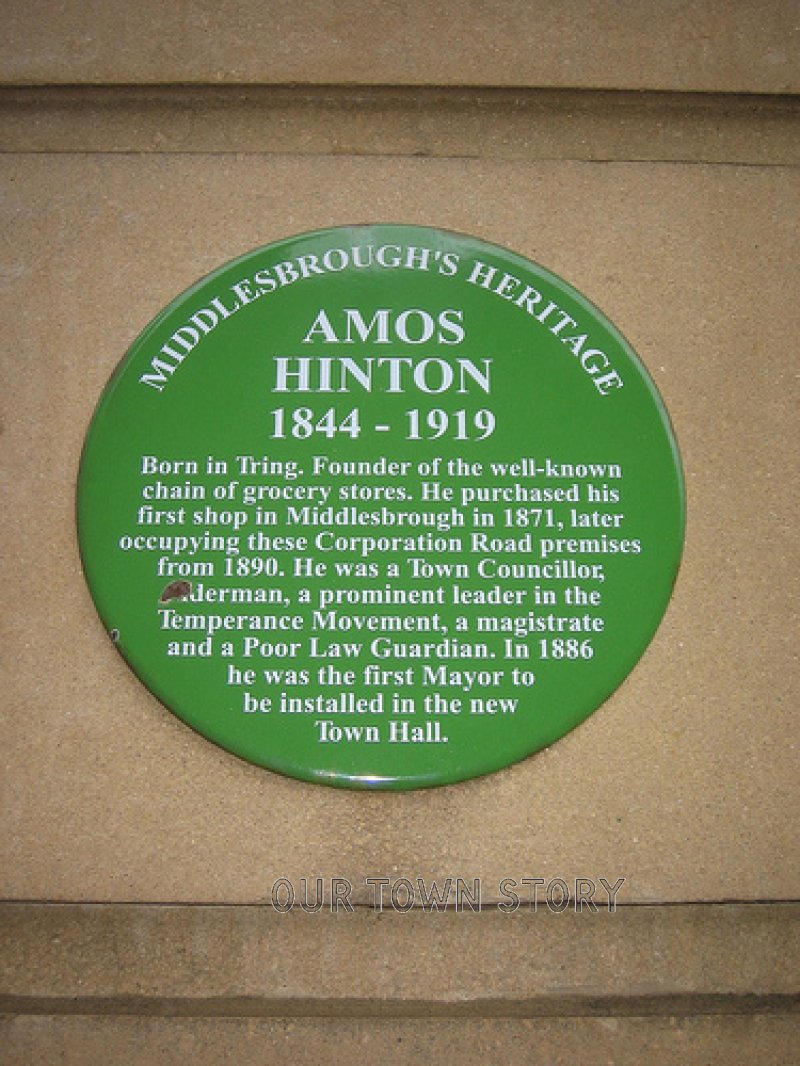 MIDDLESBROUGH'S HERITAGE
AMOS
HINTON
1844 - 1919
Born in Tring. Founder of the well-known
chain of grocery stores. He purchased his
first shop in Middlesbrough in 1871, later
occupying these Corporation Road premises
from 1890. He was a Town Councillor,
Alderman, a prominent leader in the
Temperance Movement, a magistrate
and a Poor Law Guardian. In 1886
he was the first Mayor to
be installed in the new
Town Hall.
OUR TOWN STORY